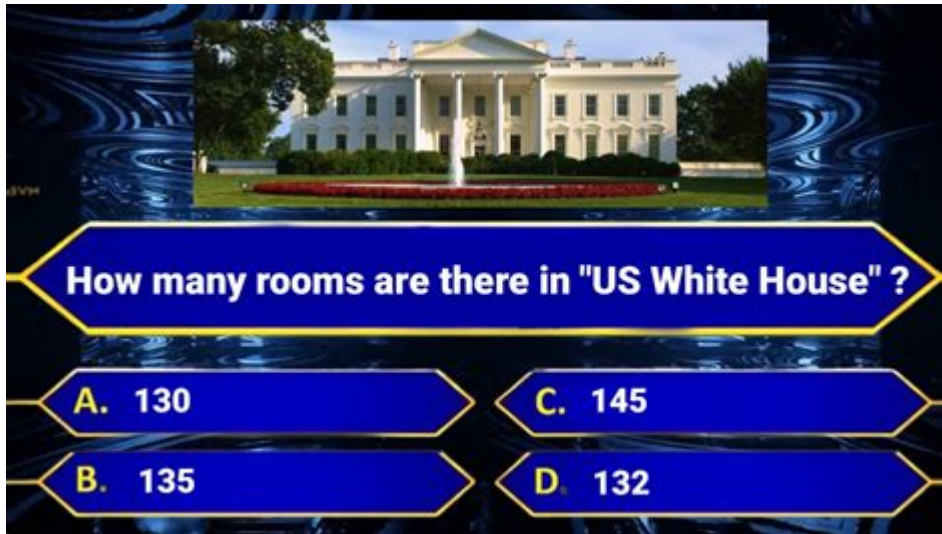 How many rooms are there in "US White House" ?
A. 130
C. 145
B. 135
D. 132